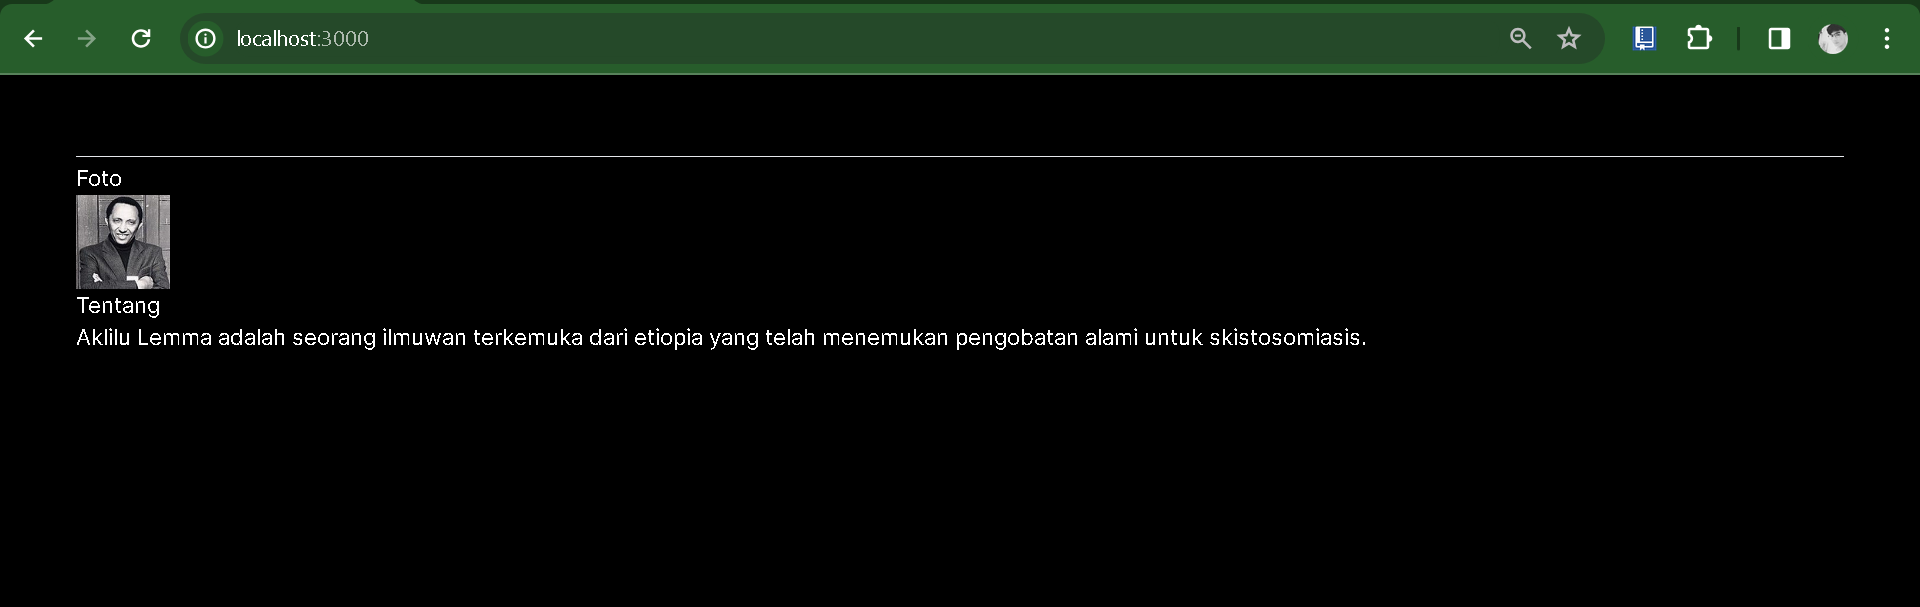 localhost:3000
Foto
Tentang
Aklilu Lemma adalah seorang ilmuwan terkemuka dari etiopia yang telah menemukan pengobatan alami untuk skistosomiasis.